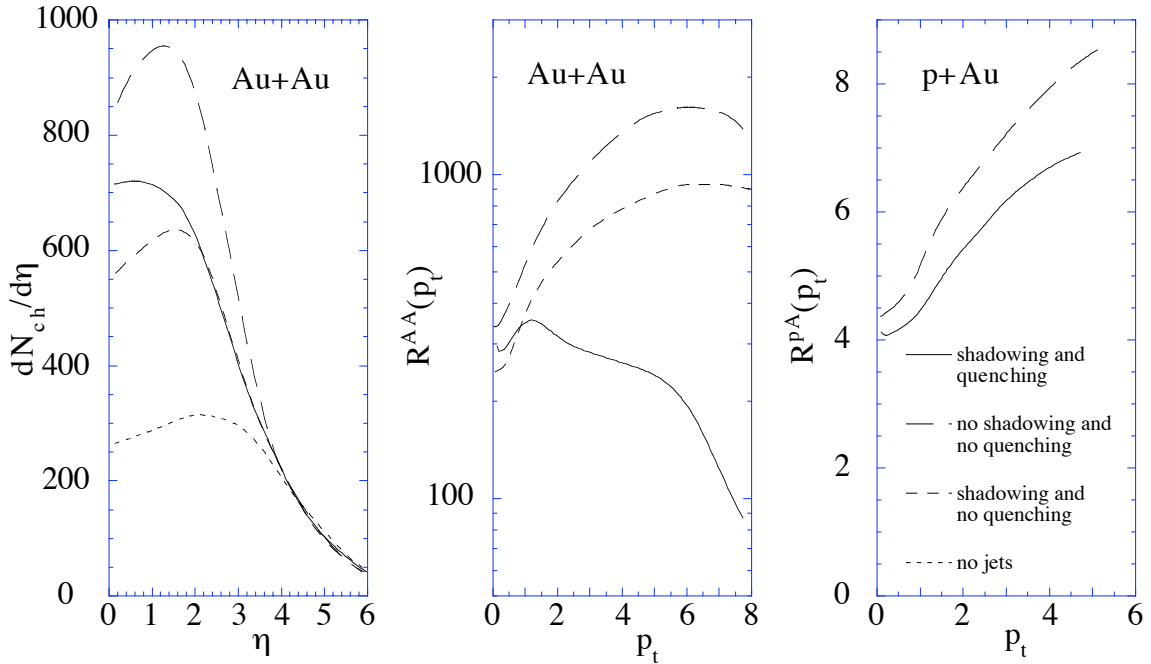 1000
800
600
400
200
0
dN_ch/dη
Au+Au
0 1 2 3 4 5 6
η
1000
100
R^AA(p_t)
Au+Au
0 2 4 6 8
p_t
8
6
4
2
0
R^pA(p_t)
p+Au
shadowing and
quenching
no shadowing and
no quenching
shadowing and
no quenching
no jets
0 2 4 6
p_t